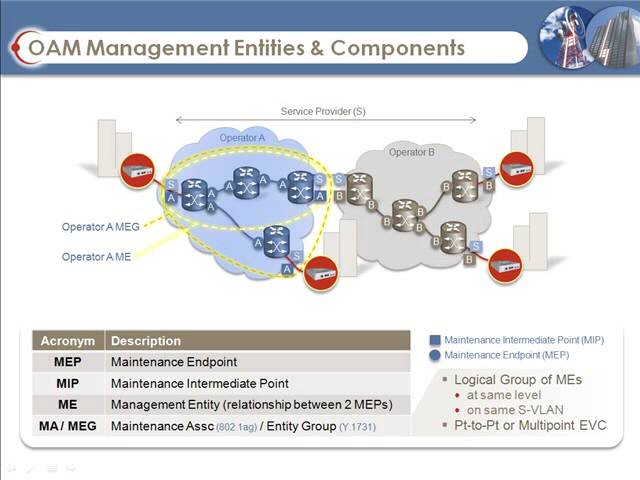 OAM Management Entities & Components
Service Provider (S)
Operator A
Operator B
S
A
A
A
A
A
S
A
S
B
B
B
B
B
B
S
B
A
S
A
B
S
B
Operator A MEG
Operator A ME
Acronym Description
MEP Maintenance Endpoint
MIP Maintenance Intermediate Point
ME Management Entity (relationship between 2 MEPs)
MA / MEG Maintenance Assc (802.1ag) / Entity Group (Y.1731)
Maintenance Intermediate Point (MIP)
Maintenance Endpoint (MEP)
Logical Group of MEs
at same level
on same S-VLAN
Pt-to-Pt or Multipoint EVC